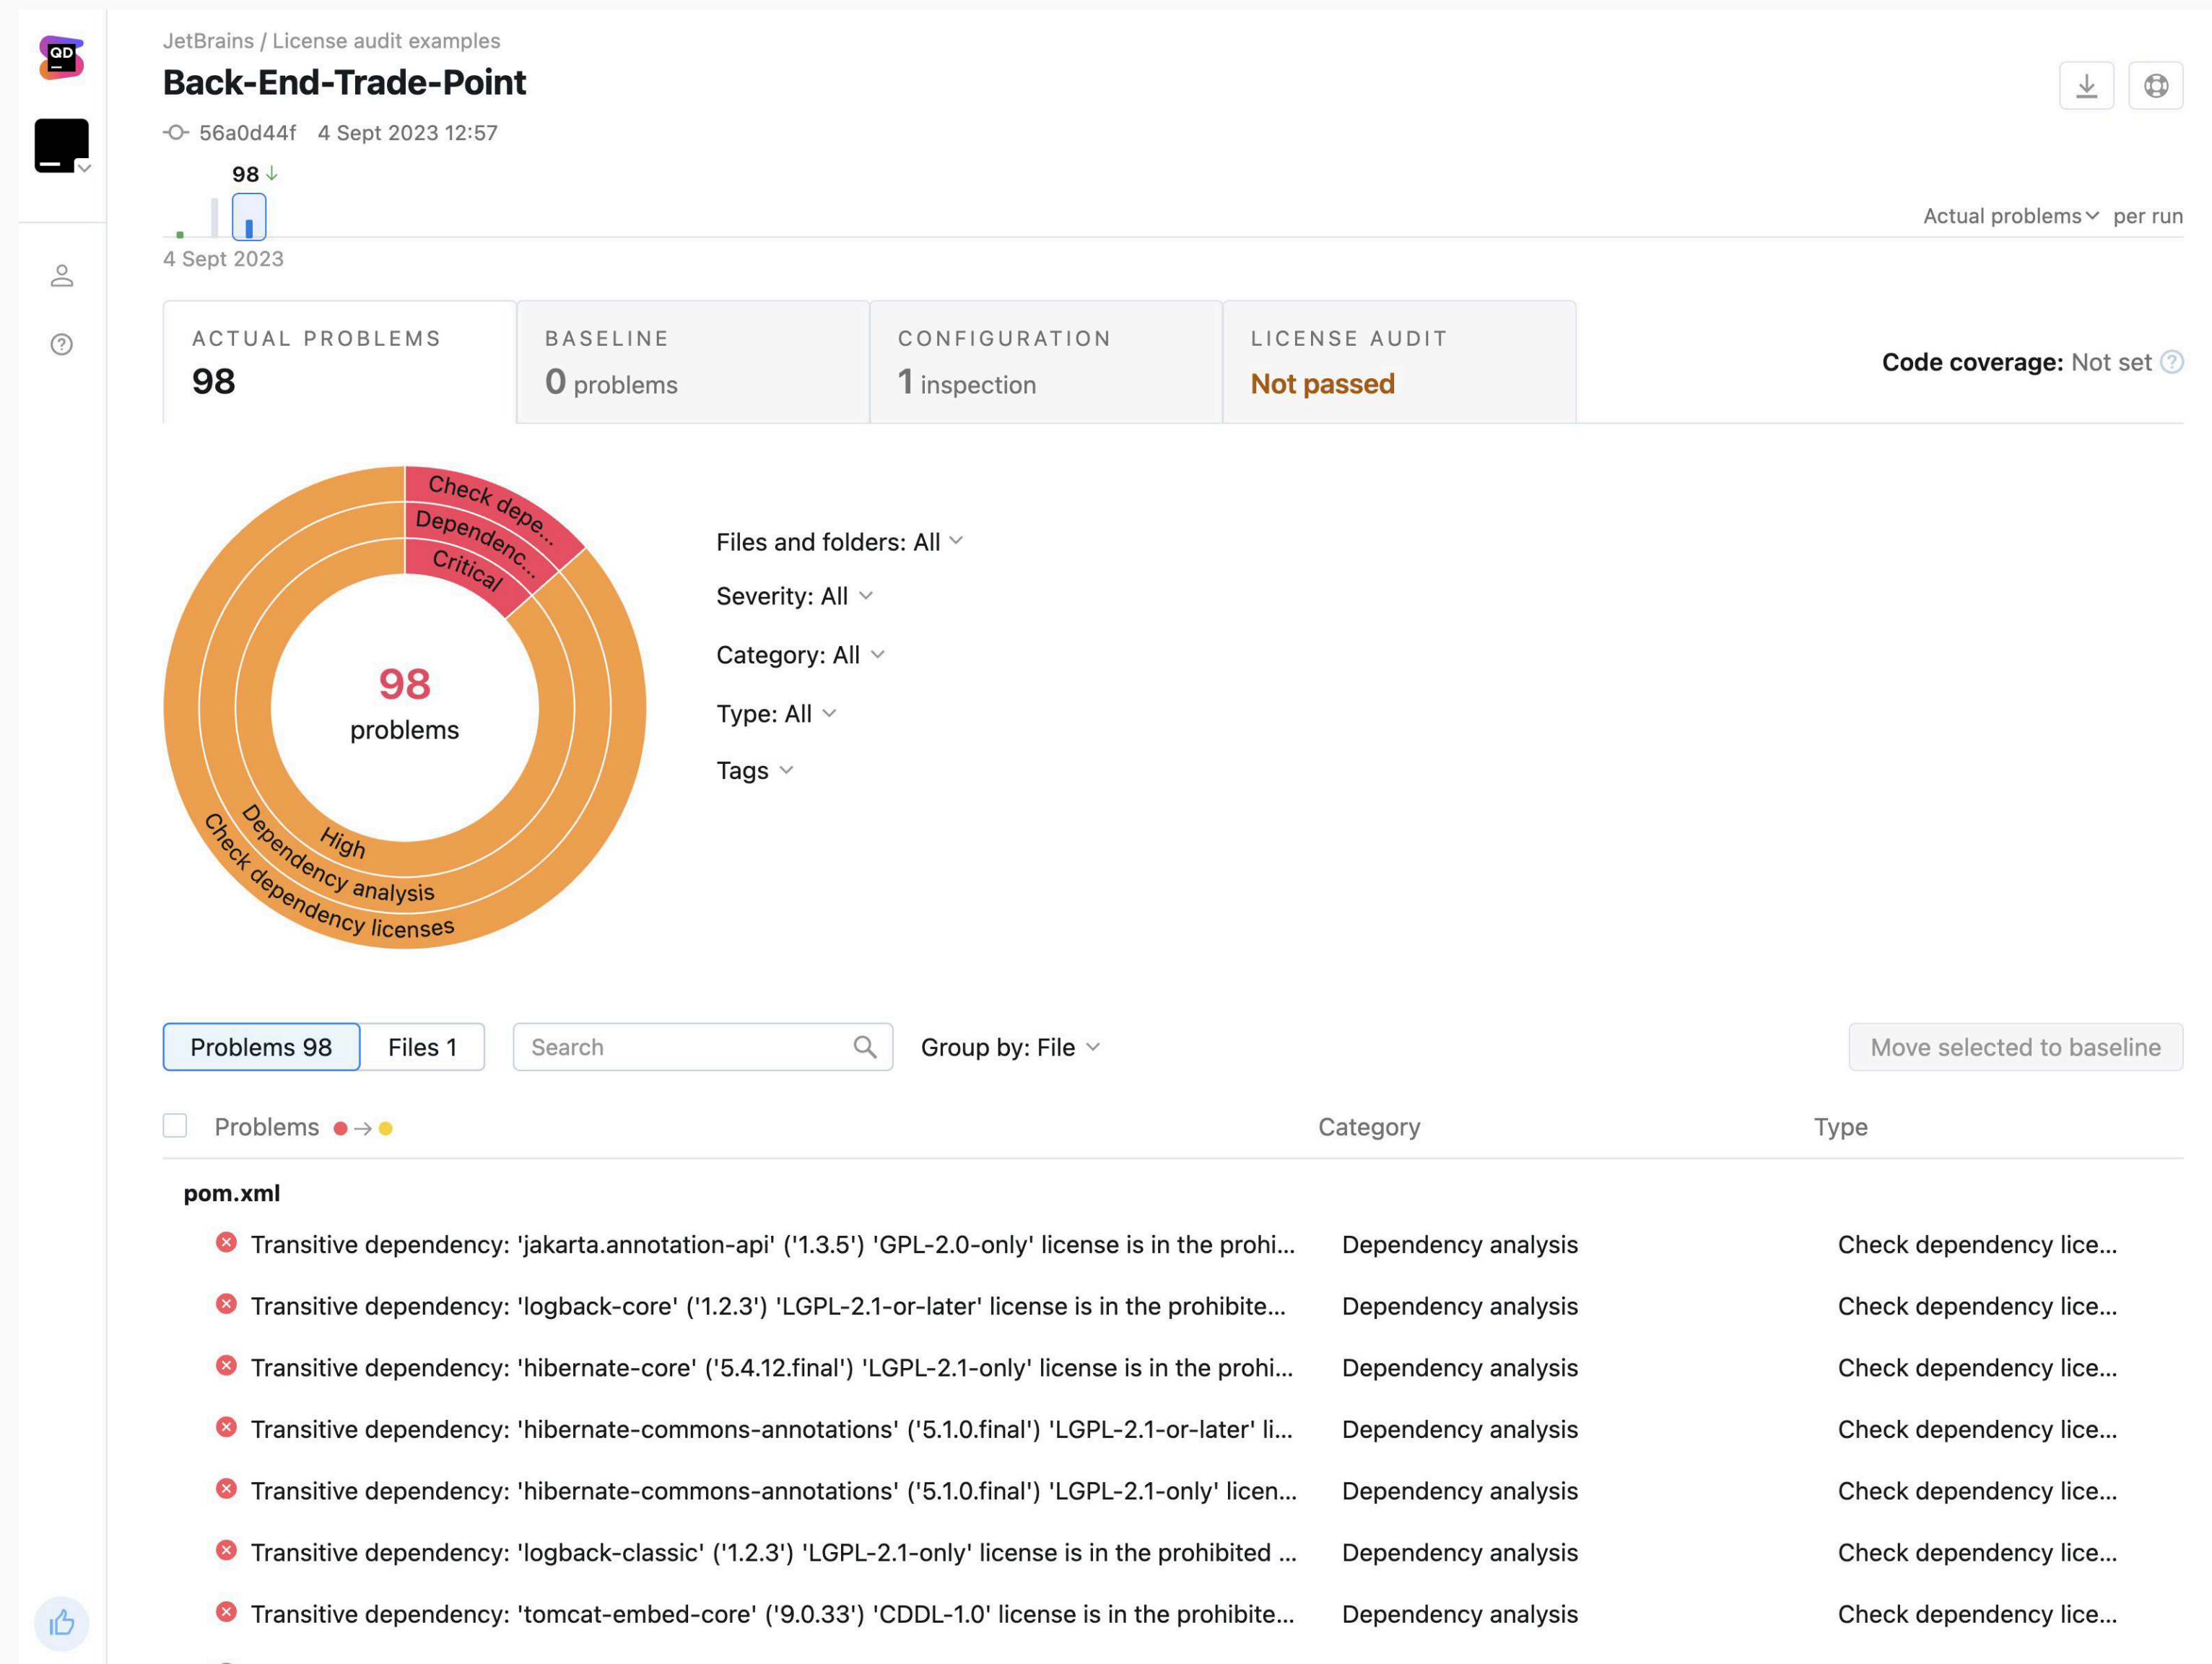 QD
JetBrains / License audit examples
Back-End-Trade-Point
56a0d44f 4 Sept 2023 12:57
98
Actual problems per run
4 Sept 2023
ACTUAL PROBLEMS
98
BASELINE
0 problems
CONFIGURATION
1 inspection
LICENSE AUDIT
Not passed
Code coverage: Not set
Check depe...
Dependenc...
Critical
98
problems
High
Dependency analysis
Check dependency licenses
Files and folders: All
Severity: All
Category: All
Type: All
Tags
Problems 98
Files 1
Search
Group by: File
Move selected to baseline
Problems Category Type
pom.xml
Transitive dependency: 'jakarta.annotation-api' ('1.3.5') 'GPL-2.0-only' license is in the prohi... Dependency analysis Check dependency lice...
Transitive dependency: 'logback-core' ('1.2.3') 'LGPL-2.1-or-later' license is in the prohibite... Dependency analysis Check dependency lice...
Transitive dependency: 'hibernate-core' ('5.4.12.final') 'LGPL-2.1-only' license is in the prohi... Dependency analysis Check dependency lice...
Transitive dependency: 'hibernate-commons-annotations' ('5.1.0.final') 'LGPL-2.1-or-later' li... Dependency analysis Check dependency lice...
Transitive dependency: 'hibernate-commons-annotations' ('5.1.0.final') 'LGPL-2.1-only' licen... Dependency analysis Check dependency lice...
Transitive dependency: 'logback-classic' ('1.2.3') 'LGPL-2.1-only' license is in the prohibited ... Dependency analysis Check dependency lice...
Transitive dependency: 'tomcat-embed-core' ('9.0.33') 'CDDL-1.0' license is in the prohibite... Dependency analysis Check dependency lice...